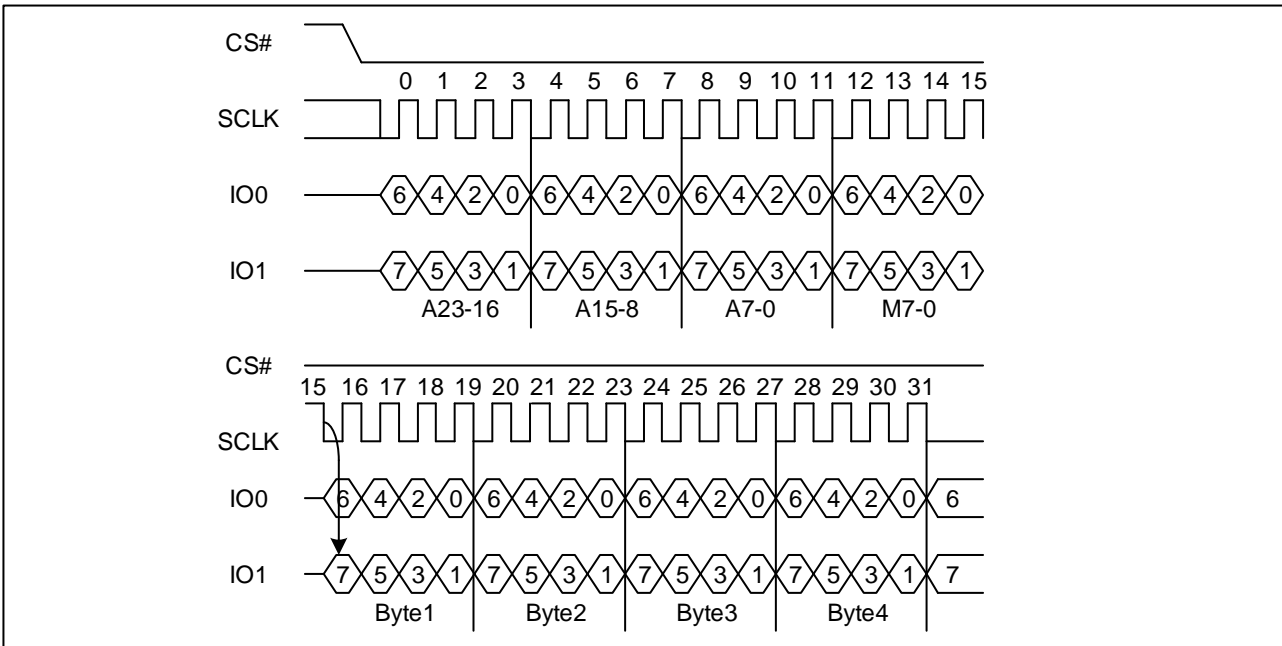 CS#
0 1 2 3 4 5 6 7 8 9 10 11 12 13 14 15
SCLK
IO0 6 4 2 0 6 4 2 0 6 4 2 0 6 4 2 0
IO1 7 5 3 1 7 5 3 1 7 5 3 1 7 5 3 1
A23-16 A15-8 A7-0 M7-0
CS#
15 16 17 18 19 20 21 22 23 24 25 26 27 28 29 30 31
SCLK
IO0 6 4 2 0 6 4 2 0 6 4 2 0 6 4 2 0 6
IO1 7 5 3 1 7 5 3 1 7 5 3 1 7 5 3 1 7
Byte1 Byte2 Byte3 Byte4